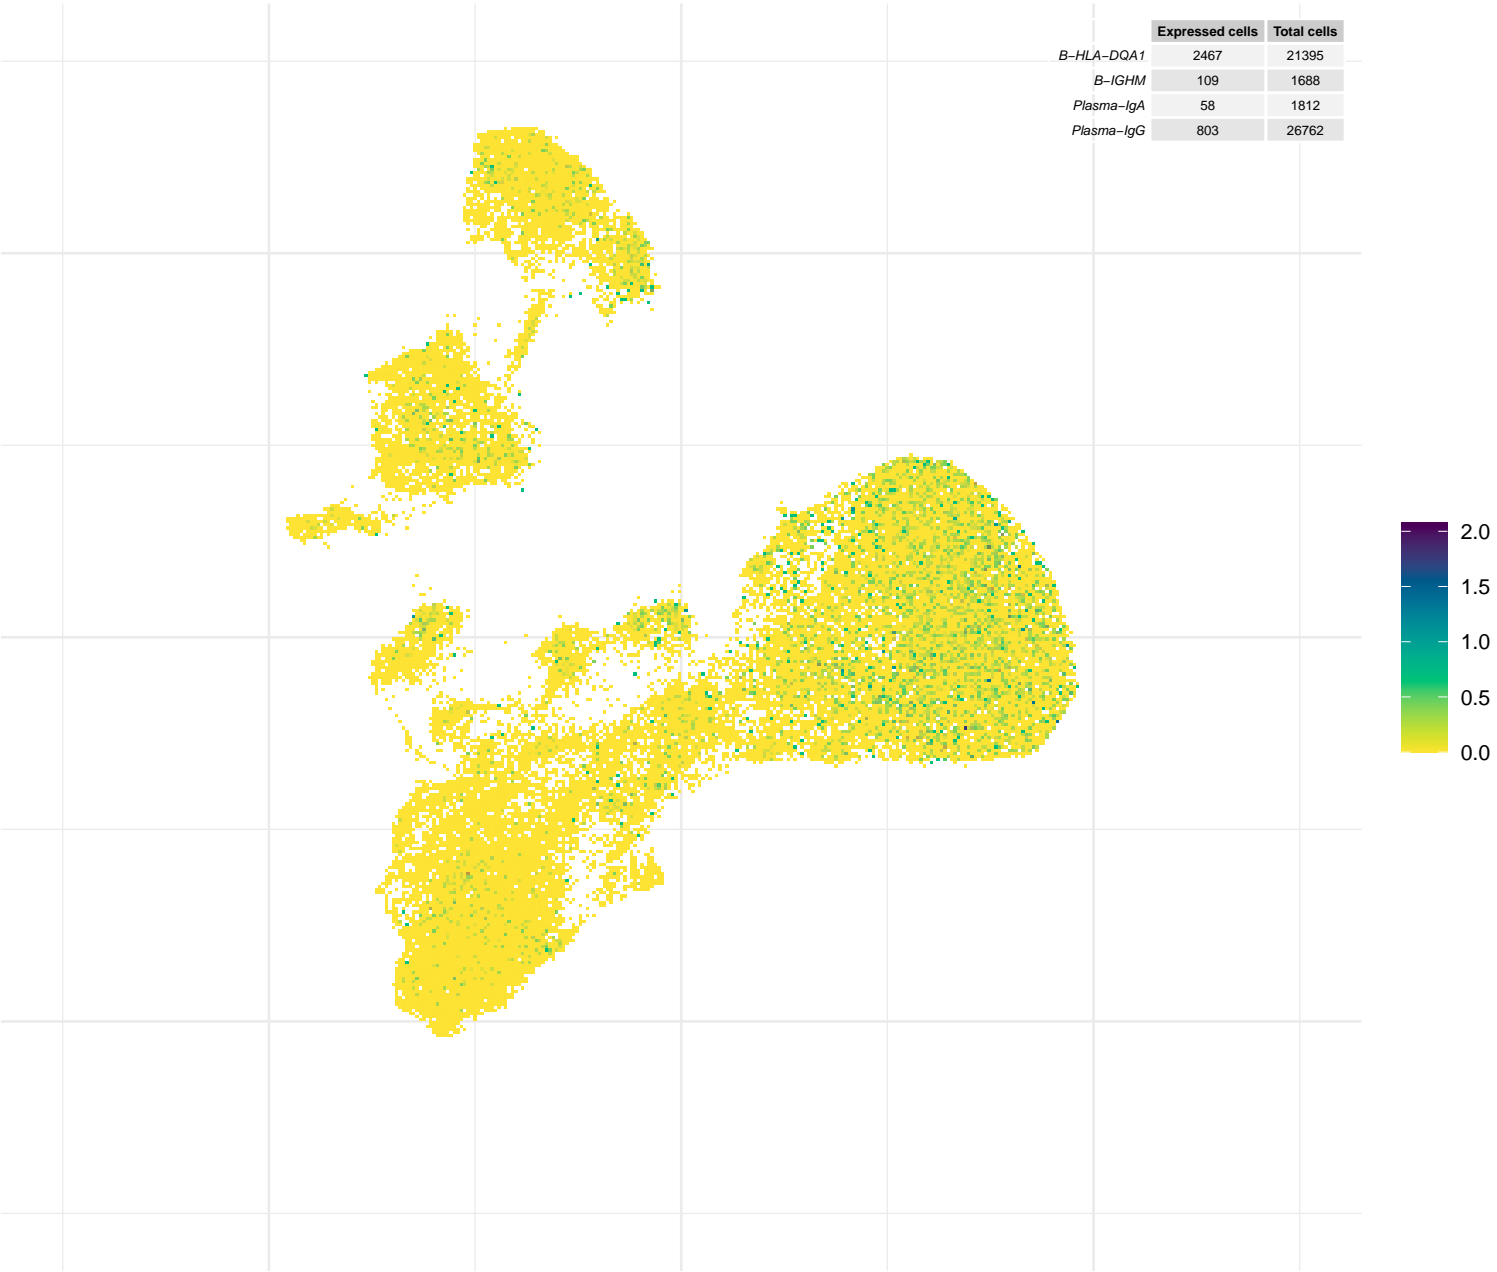 Expressed cells Total cells
B-HLA-DQA1 2467 21395
B-IGHM 109 1688
Plasma-IgA 58 1812
Plasma-IgG 803 26762
2.0
1.5
1.0
0.5
0.0